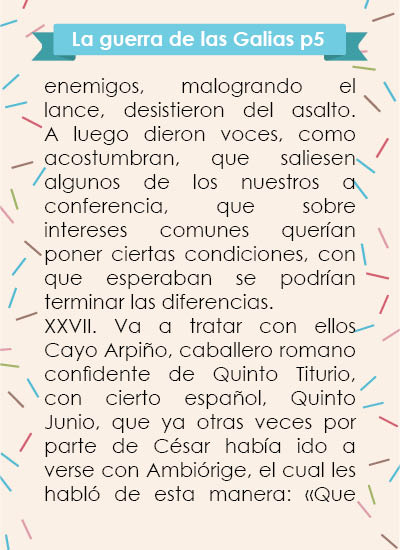 La guerra de las Galias p5
enemigos, malogrando el
lance, desistieron del asalto.
A luego dieron voces, como
acostumbran, que saliesen
algunos de los nuestros a
conferencia, que sobre
intereses comunes querían
poner ciertas condiciones, con
que esperaban se podrían
terminar las diferencias.
XXVII. Va a tratar con ellos
Cayo Arpiño, caballero romano
confidente de Quinto Titurio,
con cierto español, Quinto
Junio, que ya otras veces por
parte de César había ido a
verse con Ambiórige, el cual les
habló de esta manera: «Que